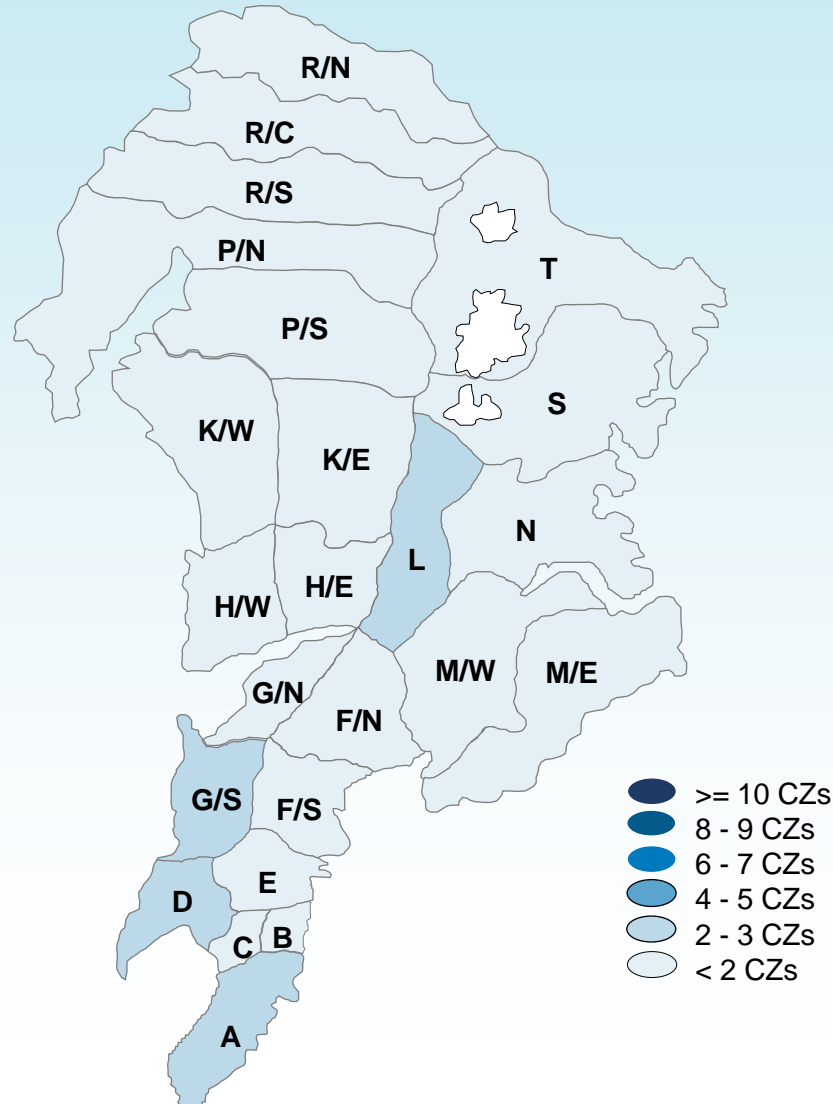 R/N
R/C
R/S
P/N
T
P/S
S
K/W
K/E
N
L
H/E
H/W
M/W
M/E
G/N
F/N
G/S
F/S
E
D
B
C
A
>= 10 CZs
8 - 9 CZs
6 - 7 CZs
4 - 5 CZs
2 - 3 CZs
< 2 CZs